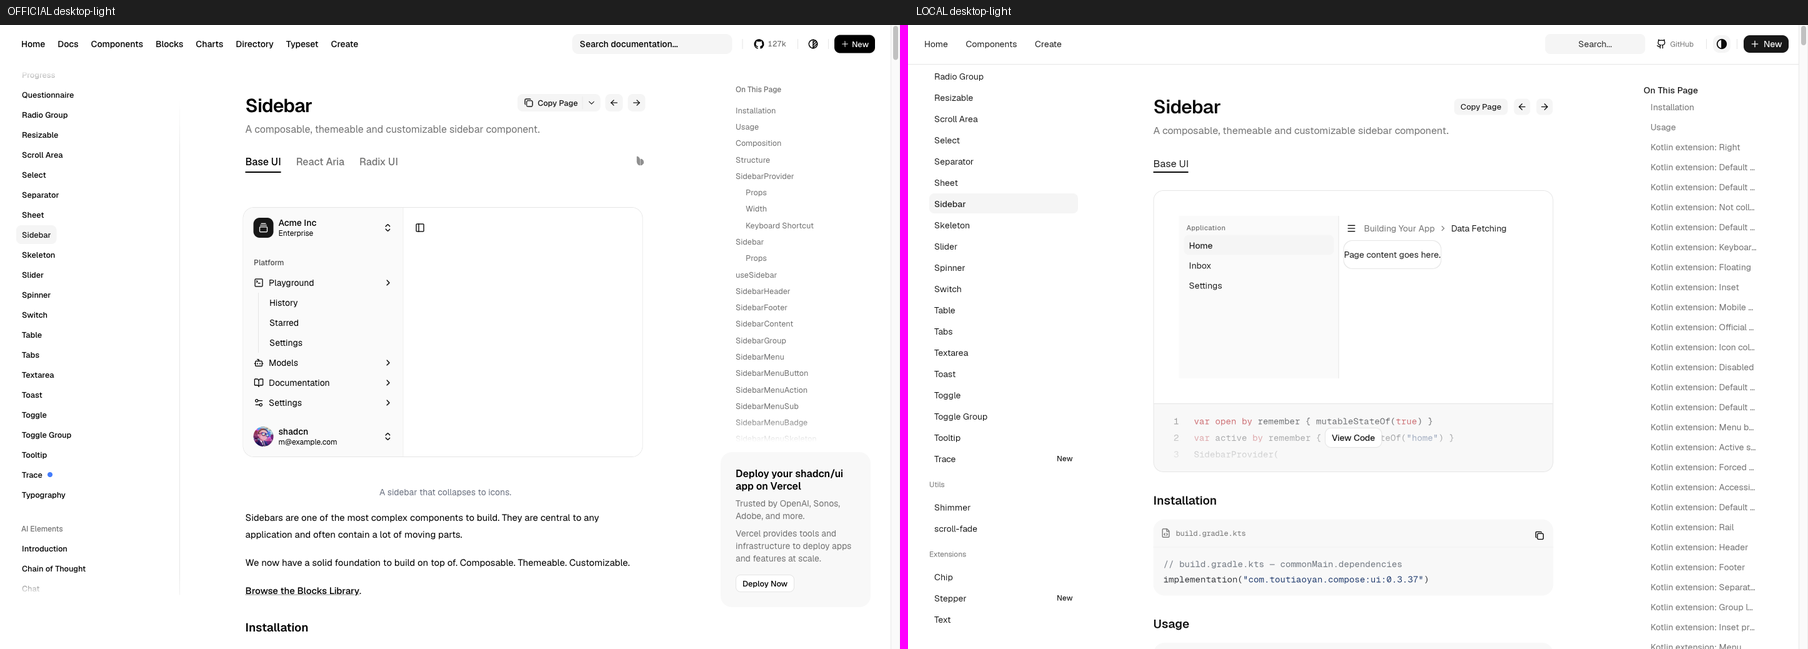 OFFICIAL desktop-light
Home Docs Components Blocks Charts Directory Typeset Create
Search documentation...
127k
+ New
Progress
Questionnaire
Radio Group
Resizable
Scroll Area
Select
Separator
Sheet
Sidebar
Skeleton
Slider
Spinner
Switch
Table
Tabs
Textarea
Toast
Toggle
Toggle Group
Tooltip
Trace
Typography
AI Elements
Introduction
Chain of Thought
Chat
Sidebar
Copy Page
A composable, themeable and customizable sidebar component.
Base UI React Aria Radix UI
Acme Inc
Enterprise
Platform
Playground
History
Starred
Settings
Models
Documentation
Settings
shadcn
m@example.com
A sidebar that collapses to icons.
Sidebars are one of the most complex components to build. They are central to any
application and often contain a lot of moving parts.
We now have a solid foundation to build on top of. Composable. Themeable. Customizable.
Browse the Blocks Library.
Installation
On This Page
Installation
Usage
Composition
Structure
SidebarProvider
Props
Width
Keyboard Shortcut
Sidebar
Props
useSidebar
SidebarHeader
SidebarFooter
SidebarContent
SidebarGroup
SidebarMenu
SidebarMenuButton
SidebarMenuAction
SidebarMenuSub
SidebarMenuBadge
SidebarMenuSkeleton
Deploy your shadcn/ui
app on Vercel
Trusted by OpenAI, Sonos,
Adobe, and more.
Vercel provides tools and
infrastructure to deploy apps
and features at scale.
Deploy Now
LOCAL desktop-light
Home Components Create
Search...
GitHub
+ New
Radio Group
Resizable
Scroll Area
Select
Separator
Sheet
Sidebar
Skeleton
Slider
Spinner
Switch
Table
Tabs
Textarea
Toast
Toggle
Toggle Group
Tooltip
Trace New
Utils
Shimmer
scroll-fade
Extensions
Chip
Stepper New
Text
Sidebar
Copy Page
A composable, themeable and customizable sidebar component.
Base UI
Application
Home
Inbox
Settings
Building Your App > Data Fetching
Page content goes here.
1 var open by remember { mutableStateOf(true) }
2 var active by remember { View Code teOf("home") }
3 SidebarProvider(
Installation
build.gradle.kts
// build.gradle.kts — commonMain.dependencies
implementation("com.toutiaoyan.compose:ui:0.3.37")
Usage
On This Page
Installation
Usage
Kotlin extension: Right
Kotlin extension: Default ...
Kotlin extension: Default ...
Kotlin extension: Not coll...
Kotlin extension: Default ...
Kotlin extension: Keyboar...
Kotlin extension: Floating
Kotlin extension: Inset
Kotlin extension: Mobile ...
Kotlin extension: Official ...
Kotlin extension: Icon col...
Kotlin extension: Disabled
Kotlin extension: Default ...
Kotlin extension: Default ...
Kotlin extension: Menu b...
Kotlin extension: Active s...
Kotlin extension: Forced ...
Kotlin extension: Accessi...
Kotlin extension: Default ...
Kotlin extension: Rail
Kotlin extension: Header
Kotlin extension: Footer
Kotlin extension: Separat...
Kotlin extension: Group l...
Kotlin extension: Inset pr...
Kotlin extension: Menu